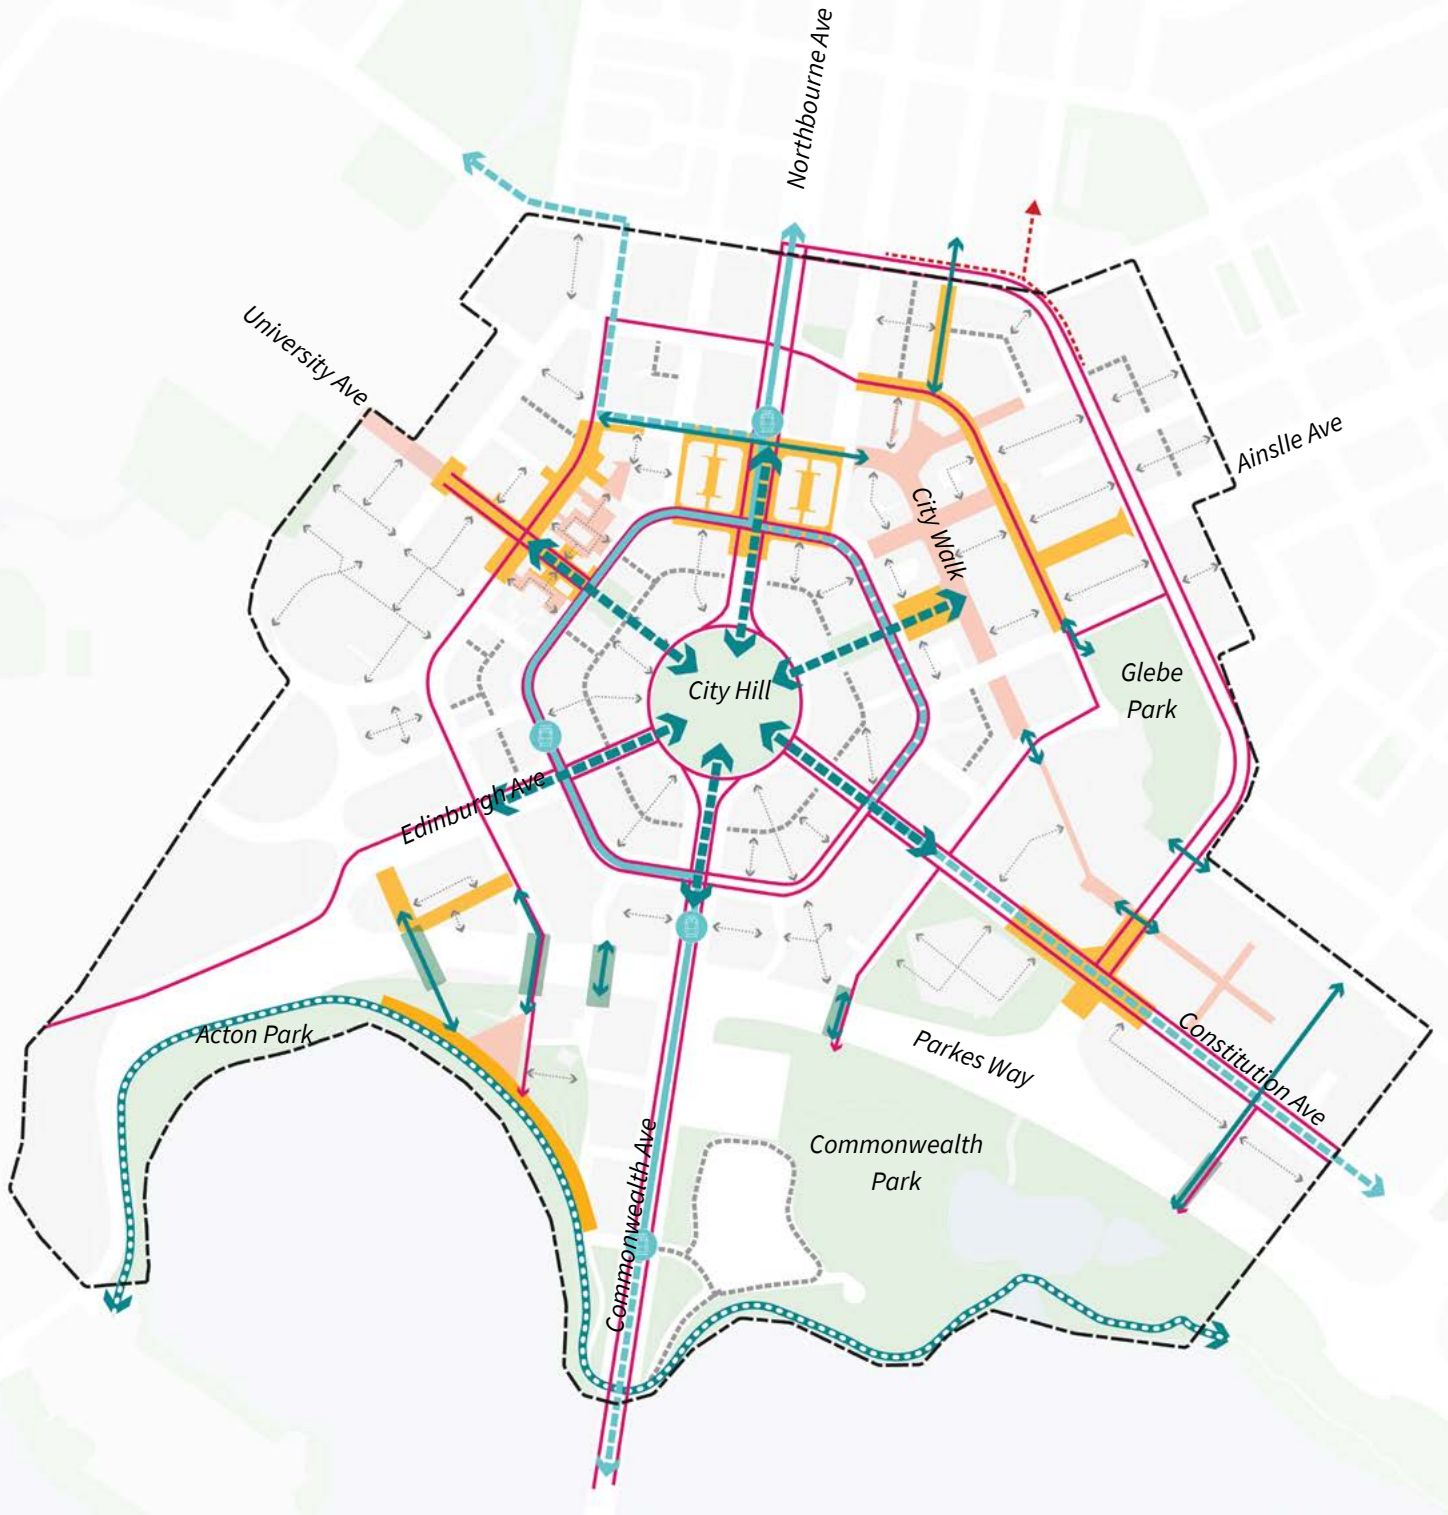 Northbourne Ave
University Ave
Ainslle Ave
City Walk
City Hill
Glebe
Park
Edinburgh Ave
Acton Park
Constitution Ave
Parkes Way
Commonwealth
Park
Commonwealth Ave